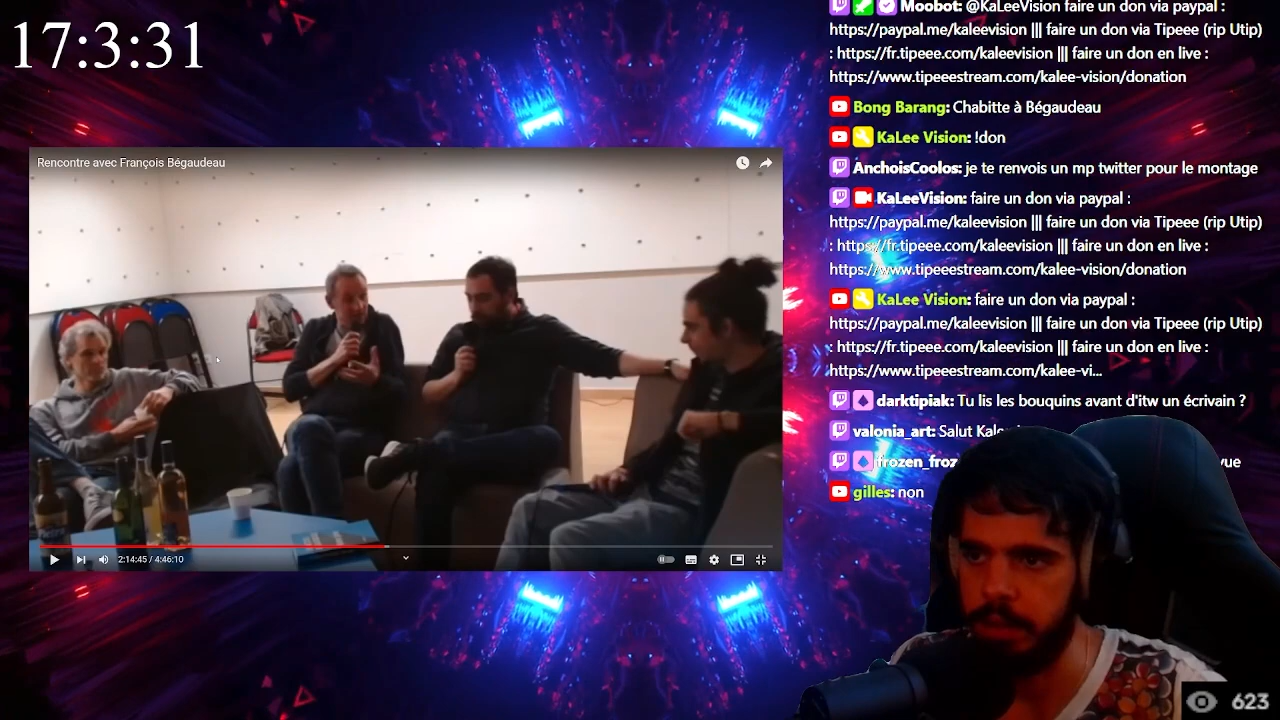 17:3:31
Rencontre avec François Bégaudeau
2:14:45 / 4:46:10
Moobot: @KaLeeVision faire un don via paypal :
https://paypal.me/kaleevision ||| faire un don via Tipeee (rip Utip)
: https://fr.tipeee.com/kaleevision ||| faire un don en live :
https://www.tipeeestream.com/kalee-vision/donation
Bong Barang: Chabitte à Bégaudeau
KaLee Vision: !don
AnchoisCoolos: je te renvois un mp twitter pour le montage
KaLeeVision: faire un don via paypal :
https://paypal.me/kaleevision ||| faire un don via Tipeee (rip Utip)
: https://fr.tipeee.com/kaleevision ||| faire un don en live :
https://www.tipeeestream.com/kalee-vision/donation
KaLee Vision: faire un don via paypal :
https://paypal.me/kaleevision ||| faire un don via Tipeee (rip Utip)
: https://fr.tipeee.com/kaleevision ||| faire un don en live :
https://www.tipeeestream.com/kalee-vi...
darktipiak: Tu lis les bouquins avant d'itw un écrivain ?
valonia_art: Salut
vue
gilles: non
623